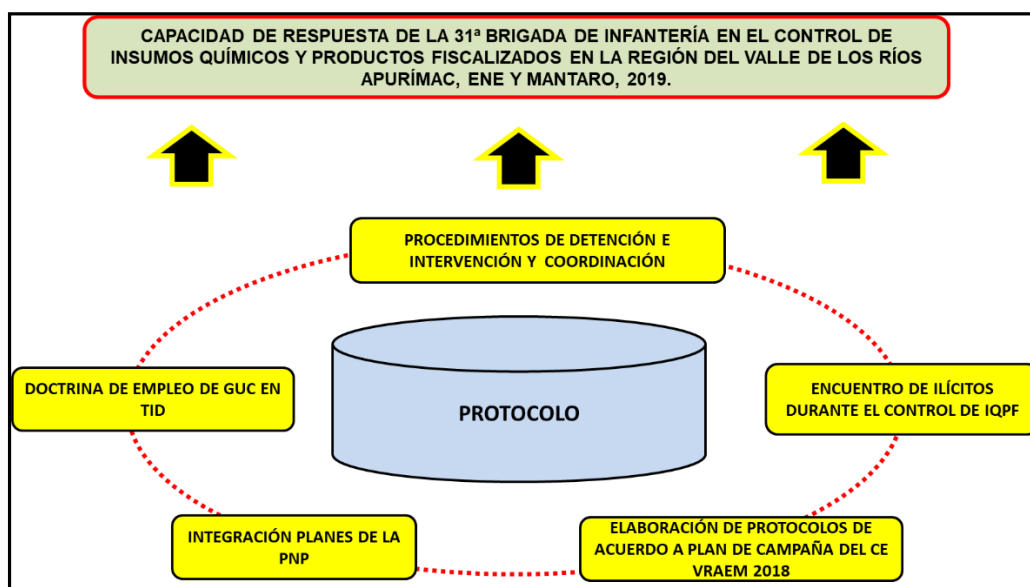 CAPACIDAD DE RESPUESTA DE LA 31ª BRIGADA DE INFANTERÍA EN EL CONTROL DE
INSUMOS QUÍMICOS Y PRODUCTOS FISCALIZADOS EN LA REGIÓN DEL VALLE DE LOS RÍOS
APURÍMAC, ENE Y MANTARO, 2019.
PROCEDIMIENTOS DE DETENCIÓN E
INTERVENCIÓN Y COORDINACIÓN
DOCTRINA DE EMPLEO DE GUC EN
TID
PROTOCOLO
ENCUENTRO DE ILÍCITOS
DURANTE EL CONTROL DE IQPF
INTEGRACIÓN PLANES DE LA
PNP
ELABORACIÓN DE PROTOCOLOS DE
ACUERDO A PLAN DE CAMPAÑA DEL CE
VRAEM 2018